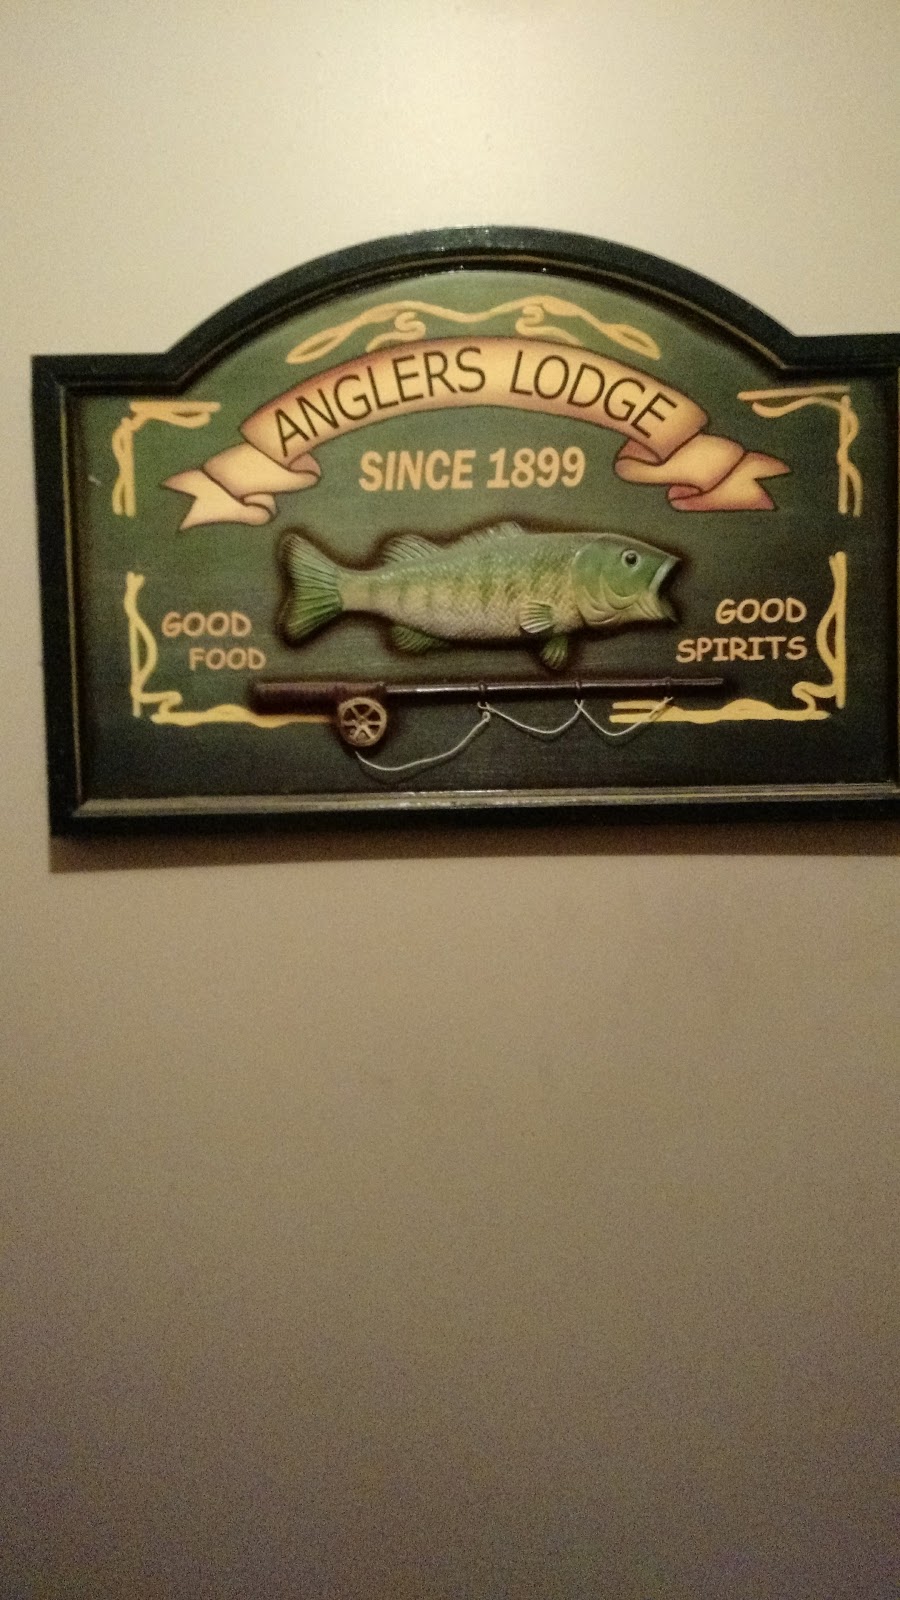 ANGLERS LODGE
SINCE 1899
GOOD
FOOD
GOOD
SPIRITS